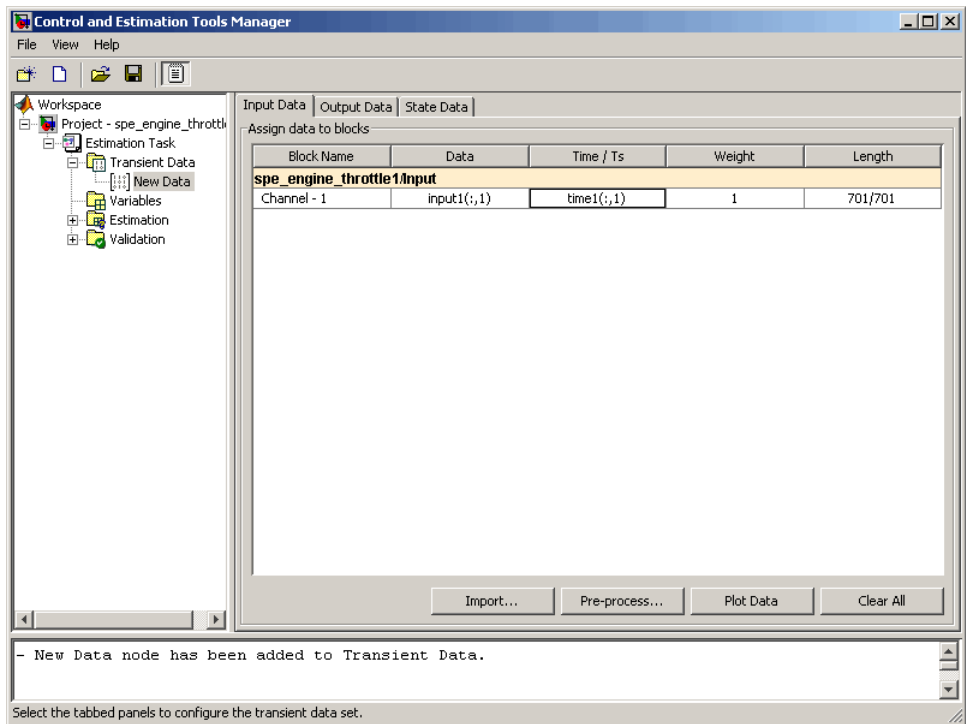 Control and Estimation Tools Manager
File View Help
Workspace
Project - spe_engine_throttl
Estimation Task
Transient Data
New Data
Variables
Estimation
Validation
Input Data Output Data State Data
Assign data to blocks
Block Name Data Time / Ts Weight Length
spe_engine_throttle1/Input
Channel - 1 input1(:,1) time1(:,1) 1 701/701
Import... Pre-process... Plot Data Clear All
- New Data node has been added to Transient Data.
Select the tabbed panels to configure the transient data set.